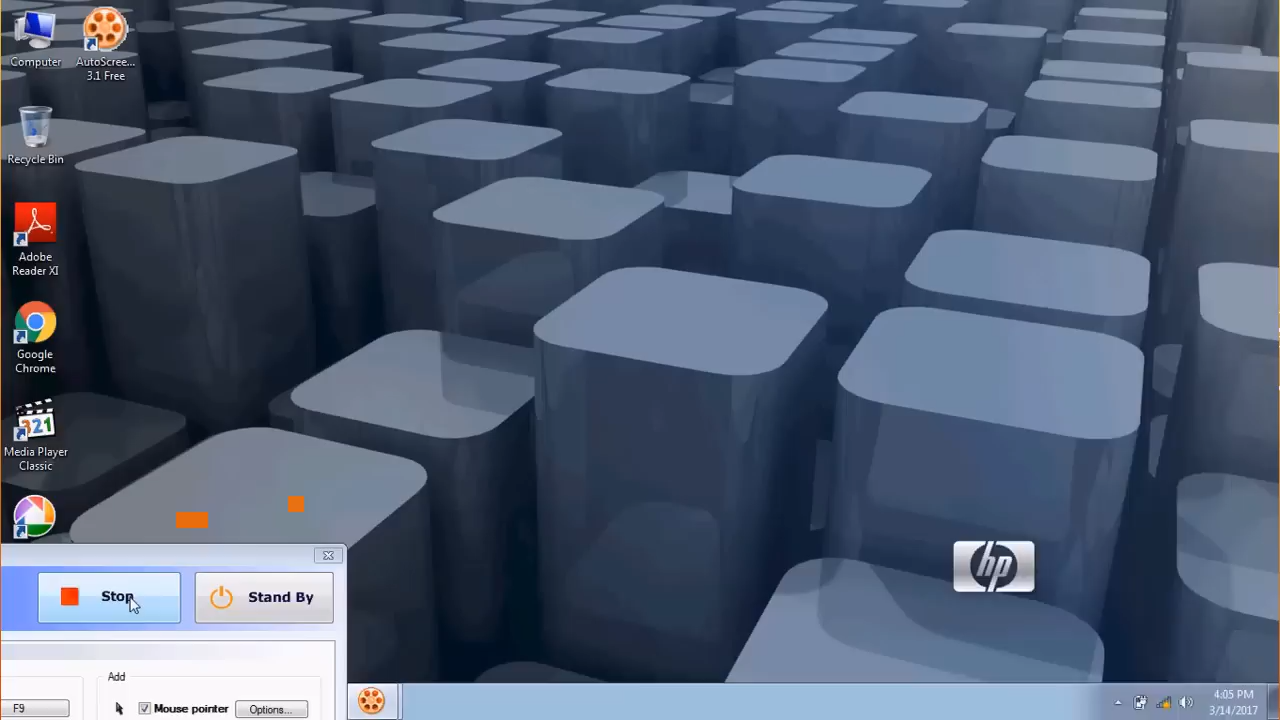 Computer
AutoScree...
3.1 Free
Recycle Bin
Adobe
Reader XI
Google
Chrome
321
Media Player
Classic
hp
Stop
Stand By
Add
F9
Mouse pointer
Options...
4:05 PM
3/14/2017